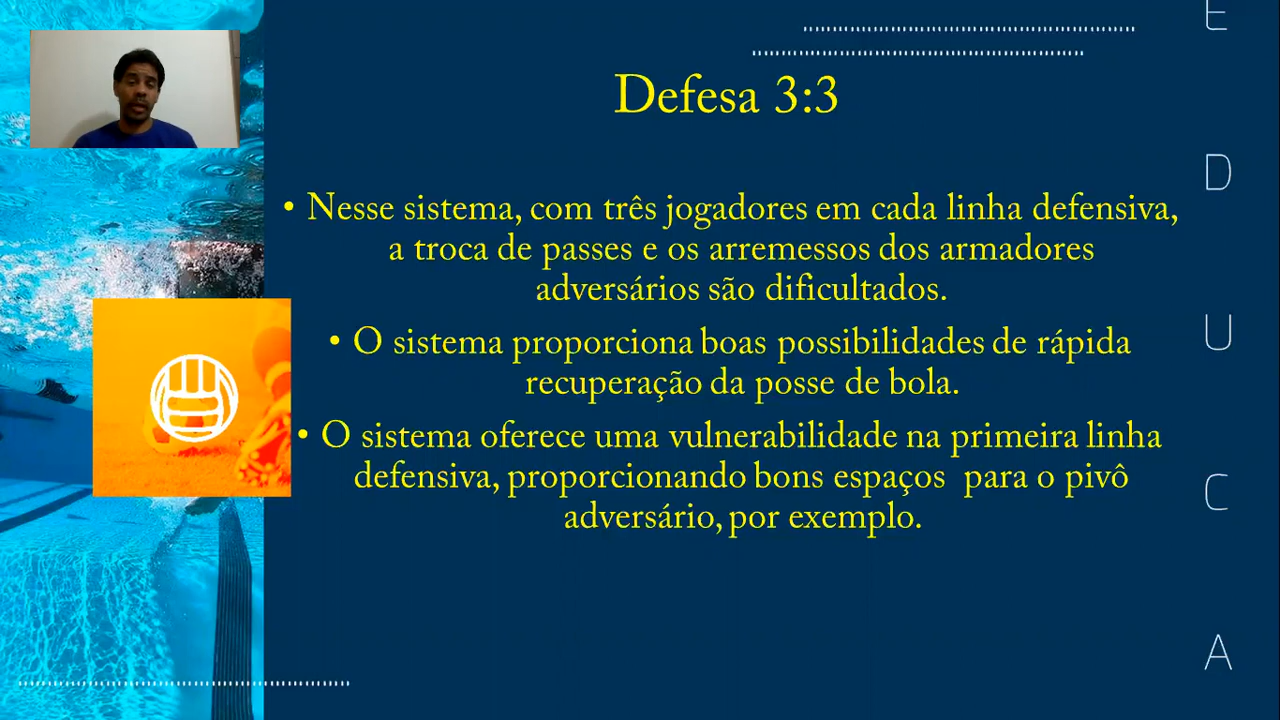 Defesa 3:3
• Nesse sistema, com três jogadores em cada linha defensiva,
a troca de passes e os arremessos dos armadores
adversários são dificultados.
• O sistema proporciona boas possibilidades de rápida
recuperação da posse de bola.
• O sistema oferece uma vulnerabilidade na primeira linha
defensiva, proporcionando bons espaços  para o pivô
adversário, por exemplo.
E
D
U
C
A